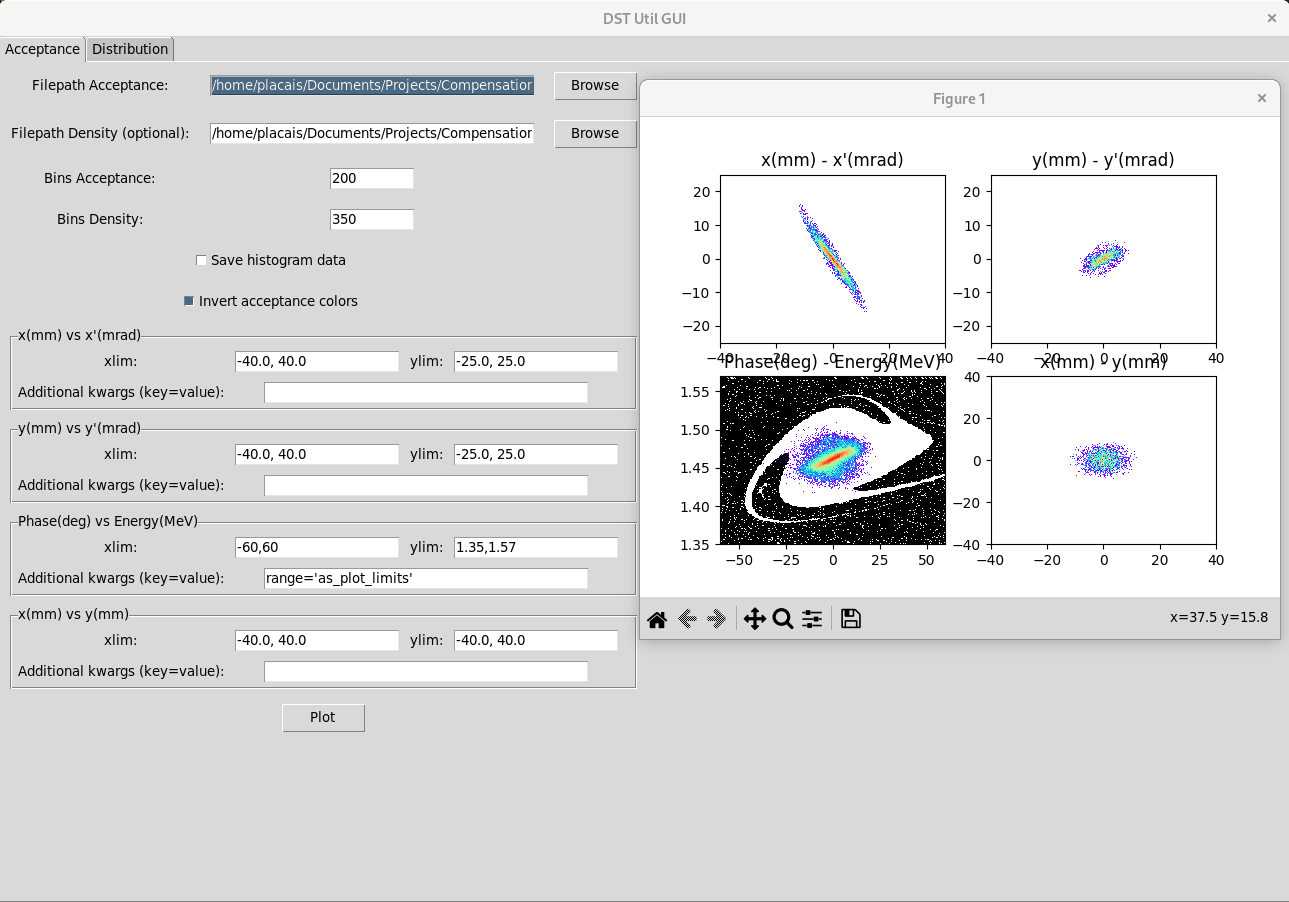 DST Util GUI
Acceptance Distribution
Filepath Acceptance: /home/placais/Documents/Projects/Compensation Browse
Filepath Density (optional): /home/placais/Documents/Projects/Compensation Browse
Bins Acceptance: 200
Bins Density: 350
Save histogram data
Invert acceptance colors
x(mm) vs x'(mrad)
xlim: -40.0, 40.0 ylim: -25.0, 25.0
Additional kwargs (key=value):
y(mm) vs y'(mrad)
xlim: -40.0, 40.0 ylim: -25.0, 25.0
Additional kwargs (key=value):
Phase(deg) vs Energy(MeV)
xlim: -60,60 ylim: 1.35,1.57
Additional kwargs (key=value): range='as_plot_limits'
x(mm) vs y(mm)
xlim: -40.0, 40.0 ylim: -40.0, 40.0
Additional kwargs (key=value):
Plot
Figure 1
x(mm) - x'(mrad)
20
10
0
−10
−20
−40 −20 0 20 40
y(mm) - y'(mrad)
20
10
0
−10
−20
−40 −20 0 20 40
Phase(deg) - Energy(MeV)
1.55
1.50
1.45
1.40
1.35
−50 −25 0 25 50
x(mm) - y(mm)
40
20
0
−20
−40
−40 −20 0 20 40
x=37.5 y=15.8